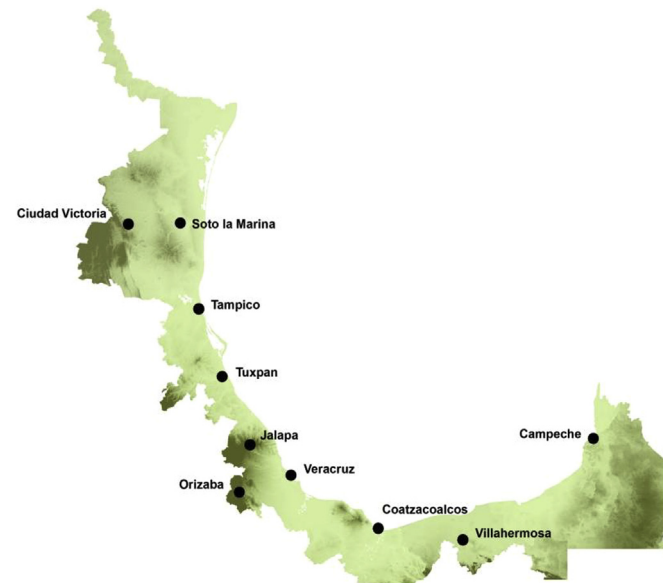 Ciudad Victoria
Soto la Marina
Tampico
Tuxpan
Jalapa
Campeche
Veracruz
Orizaba
Coatzacoalcos
Villahermosa